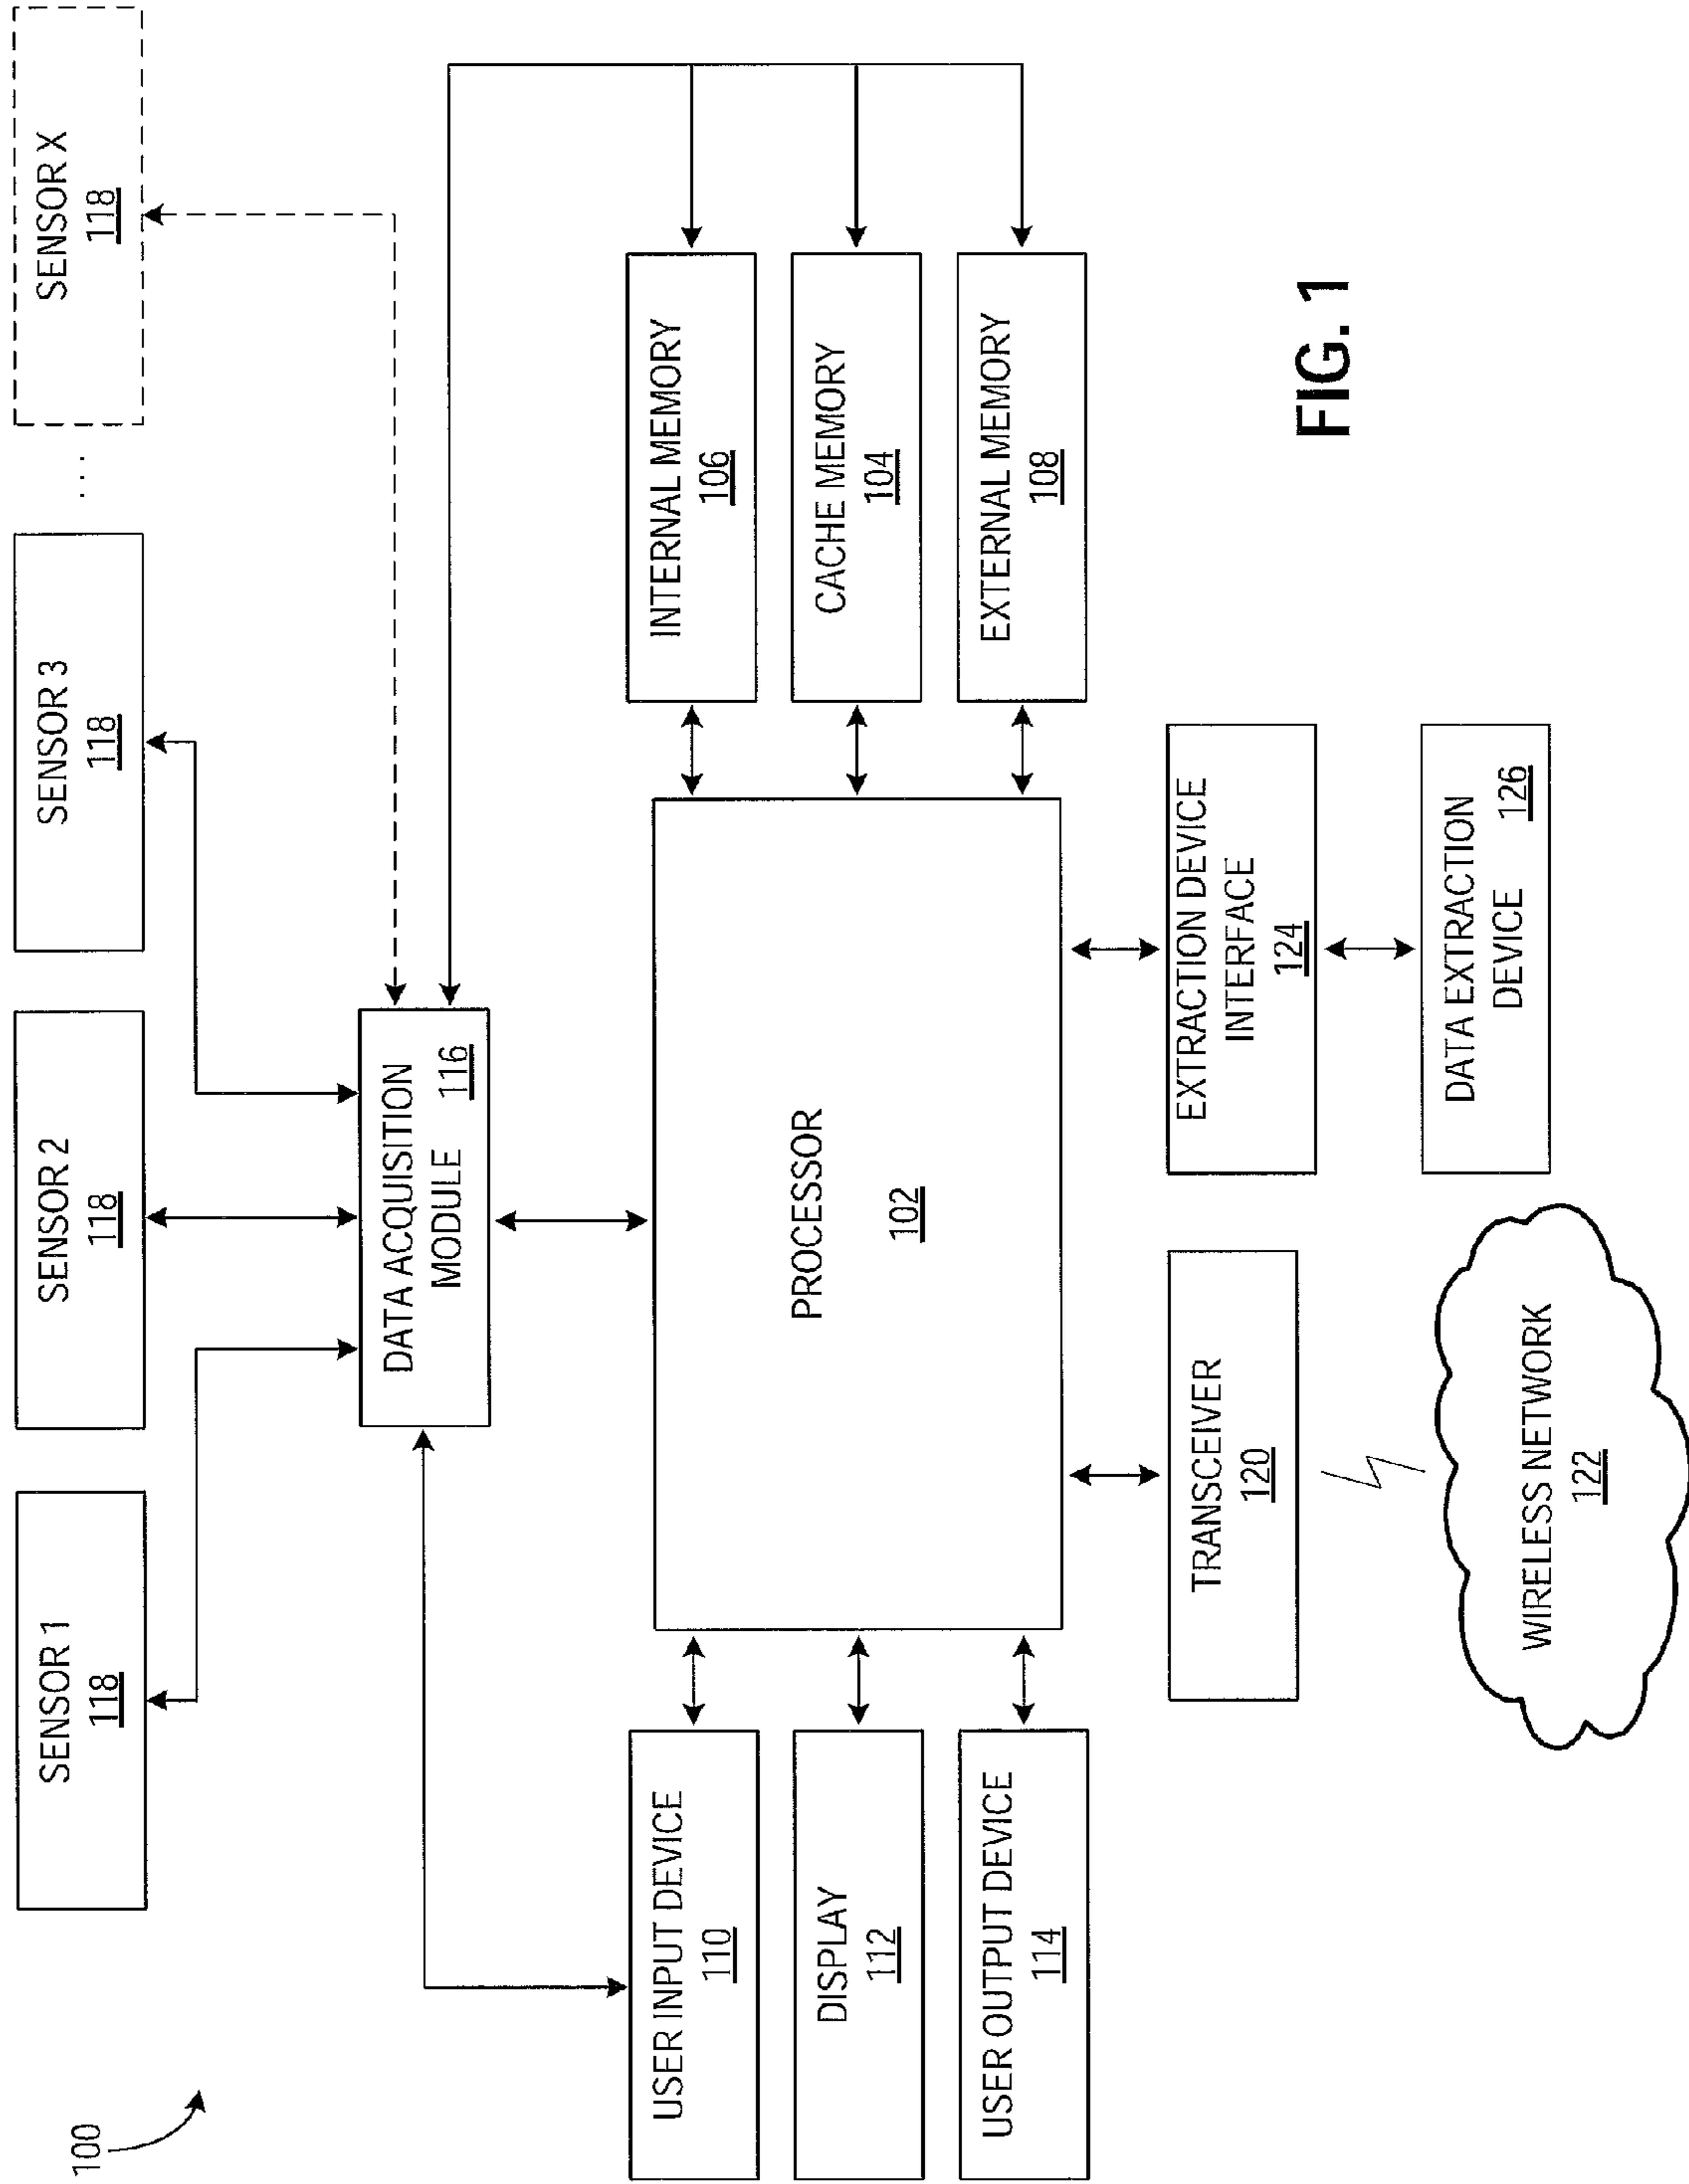 100
SENSOR 1
118
SENSOR 2
118
SENSOR 3
118
...
SENSOR X
118
DATA ACQUISITION
MODULE
116
USER INPUT DEVICE
110
DISPLAY
112
USER OUTPUT DEVICE
114
PROCESSOR
102
INTERNAL MEMORY
106
CACHE MEMORY
104
EXTERNAL MEMORY
108
TRANSCEIVER
120
EXTRACTION DEVICE
INTERFACE
124
WIRELESS NETWORK
122
DATA EXTRACTION
DEVICE
126
FIG. 1